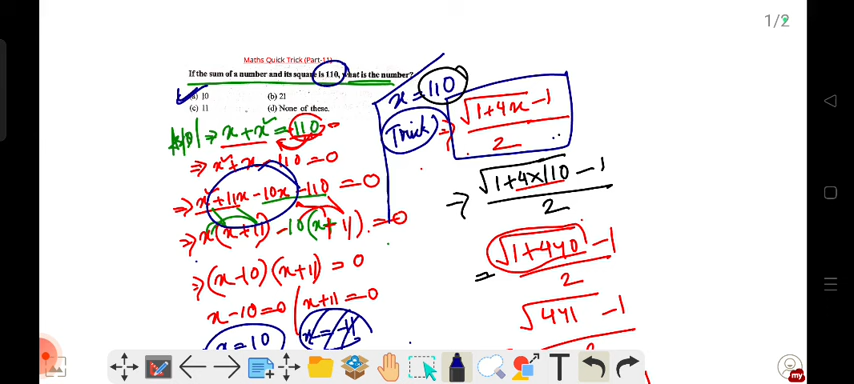 1/2
Maths Quick Trick (Part-11)
If the sum of a number and its square is 110, what is the number?
(a) 10 (b) 21
(c) 11 (d) None of these.
⇒ x + x² = 110
⇒ x² + x - 110 = 0
⇒ x² + 11x - 10x - 110 = 0
⇒ x(x + 11) - 10(x + 11) = 0
⇒ (x - 10)(x + 11) = 0
x - 10 = 0 x + 11 = 0
x = 10 x = -11
x = 110
Trick ⇒ √1+4x - 1
2
→ √1+4×110 - 1
2
= √1+440 - 1
2
√441 - 1
T
my